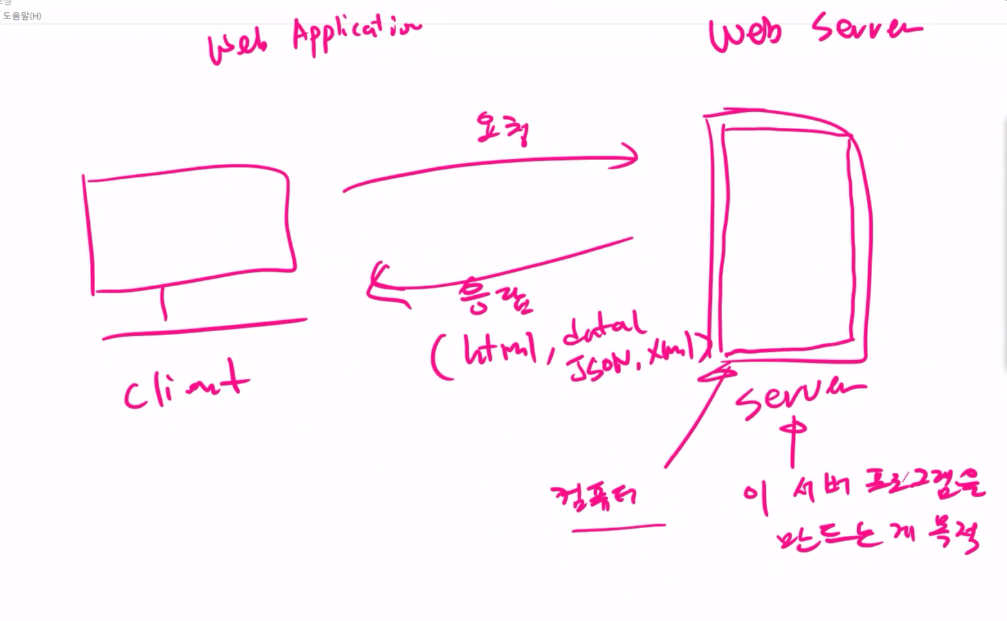 도움말(H)
Web Application
Web Server
요청
응답
(html, data(
JSON, xml)
client
server
컴퓨터
이 서버 프로그램을
만드는게 목적